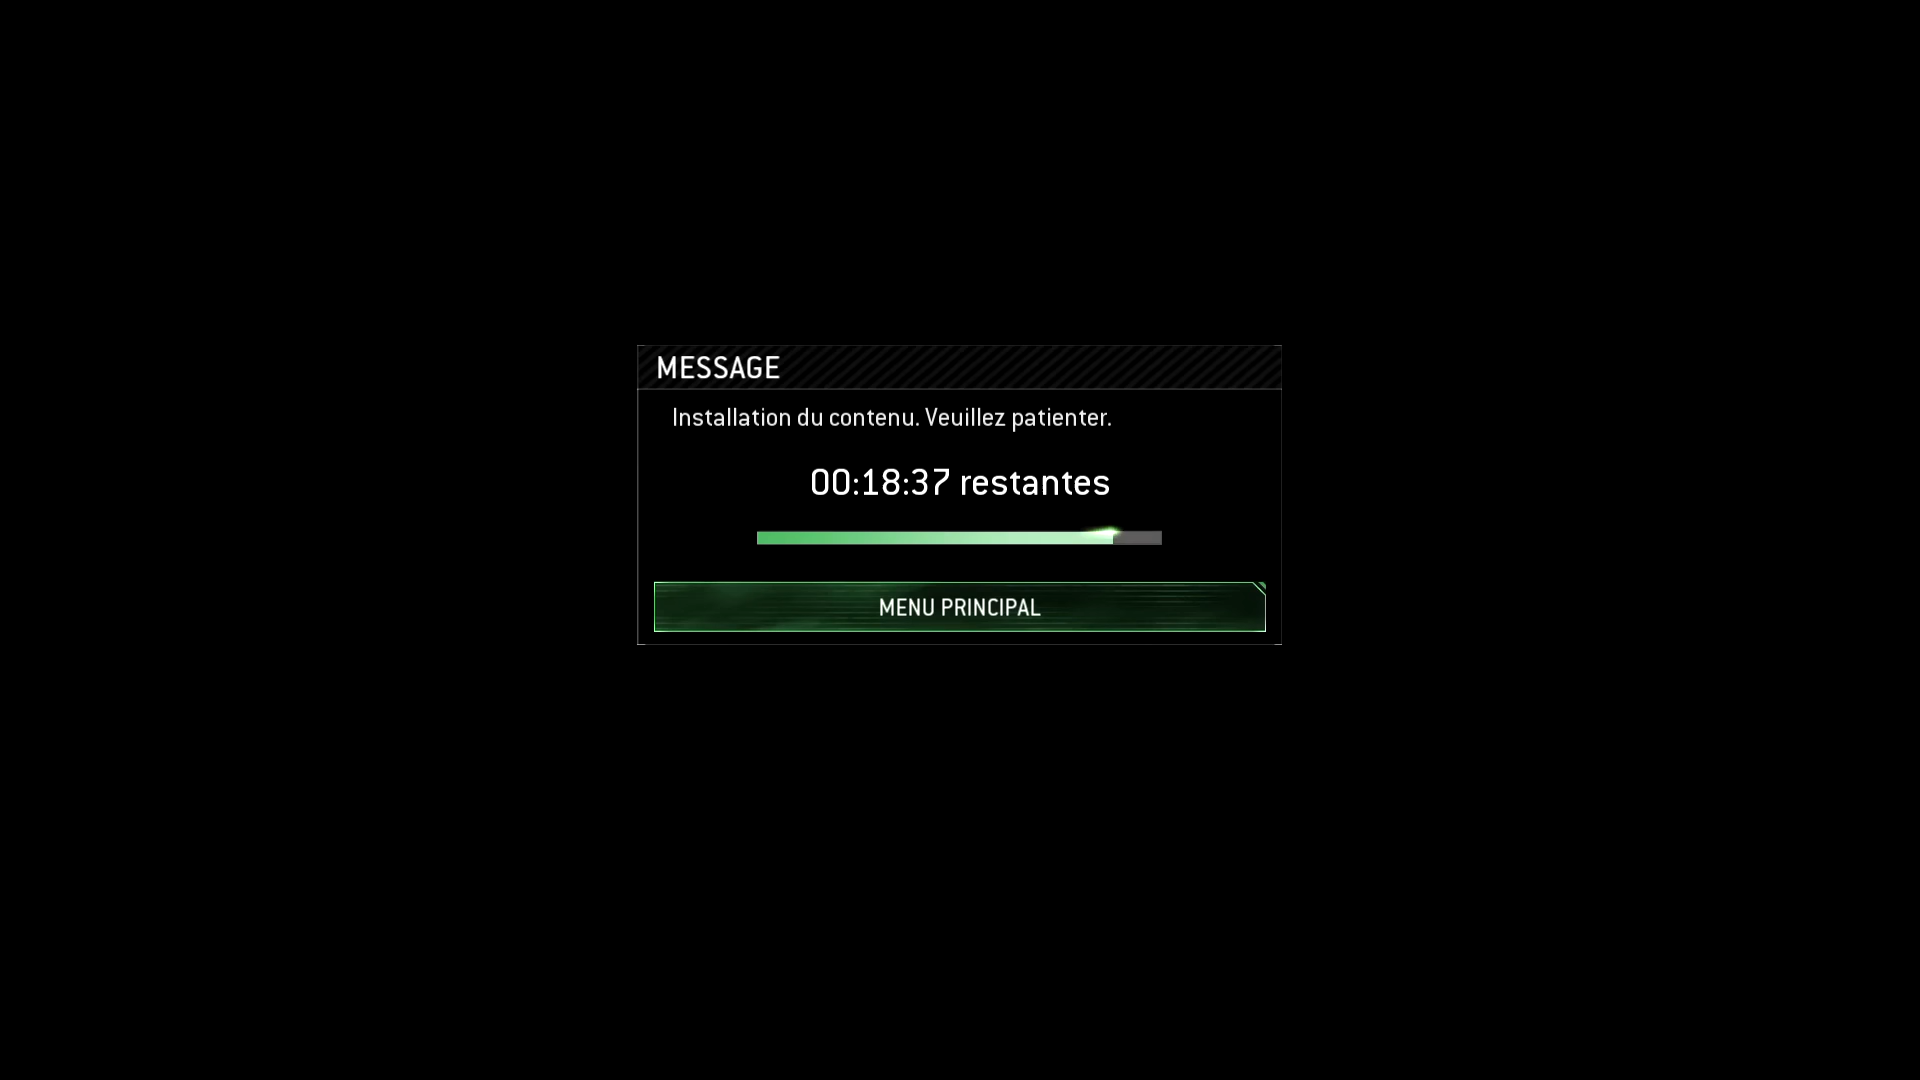 MESSAGE
Installation du contenu. Veuillez patienter.
00:18:37 restantes
MENU PRINCIPAL